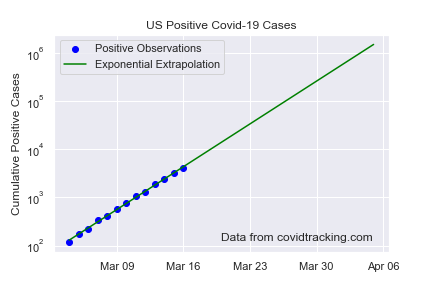 US Positive Covid-19 Cases
Positive Observations
Exponential Extrapolation
Cumulative Positive Cases
10^6
10^5
10^4
10^3
10^2
Data from covidtracking.com
Mar 09 Mar 16 Mar 23 Mar 30 Apr 06